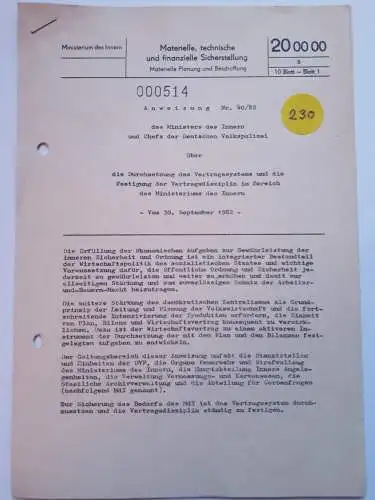 Ministerium des Innern
Materielle, technische
und finanzielle Sicherstellung
Materielle Planung und Beschaffung
20 00 00
10 Blatt – Blatt 1
000514
Anweisung Nr. 90/82
230
des Ministers des Innern
und Chefs der Deutschen Volkspolizei
über
die Durchsetzung des Vertragssystems und die
Festigung der Vertragsdisziplin im Bereich
des Ministeriums des Innern
- Vom 30. September 1982 -
Die Erfüllung der ökonomischen Aufgaben zur Gewährleistung der
inneren Sicherheit und Ordnung ist ein integrierter Bestandteil
der Wirtschaftspolitik des sozialistischen Staates und wichtige
Voraussetzung dafür, die öffentliche Ordnung und Sicherheit je-
derzeit zu gewährleisten und weiter zu erhöhen und damit zur
allseitigen Stärkung und zum zuverlässigen Schutz der Arbeiter-
und-Bauern-Macht beizutragen.
Die weitere Stärkung des demokratischen Zentralismus als Grund-
prinzip der Leitung und Planung der Volkswirtschaft und die fort-
schreitende Intensivierung der Produktion erfordern, die Einheit
von Plan, Bilanz und Wirtschaftsvertrag konsequent zu verwirk-
lichen. Dazu ist der Wirtschaftsvertrag zu einem aktiveren In-
strument der Durchsetzung der mit dem Plan und den Bilanzen fest-
gelegten Aufgaben zu entwickeln.
Der Geltungsbereich dieser Anweisung umfaßt die Dienststellen
und Einheiten der DVP, die Organe Feuerwehr und Strafvollzug
des Ministeriums des Innern, die Hauptabteilung Innere Angele-
genheiten, die Verwaltung Vermessungs- und Kartenwesen, die
Staatliche Archivverwaltung und die Abteilung für Sortenfragen
(nachfolgend MdI genannt).
Zur Sicherung des Bedarfs des MdI ist das Vertragssystem durch-
zusetzen und die Vertragsdisziplin ständig zu festigen.